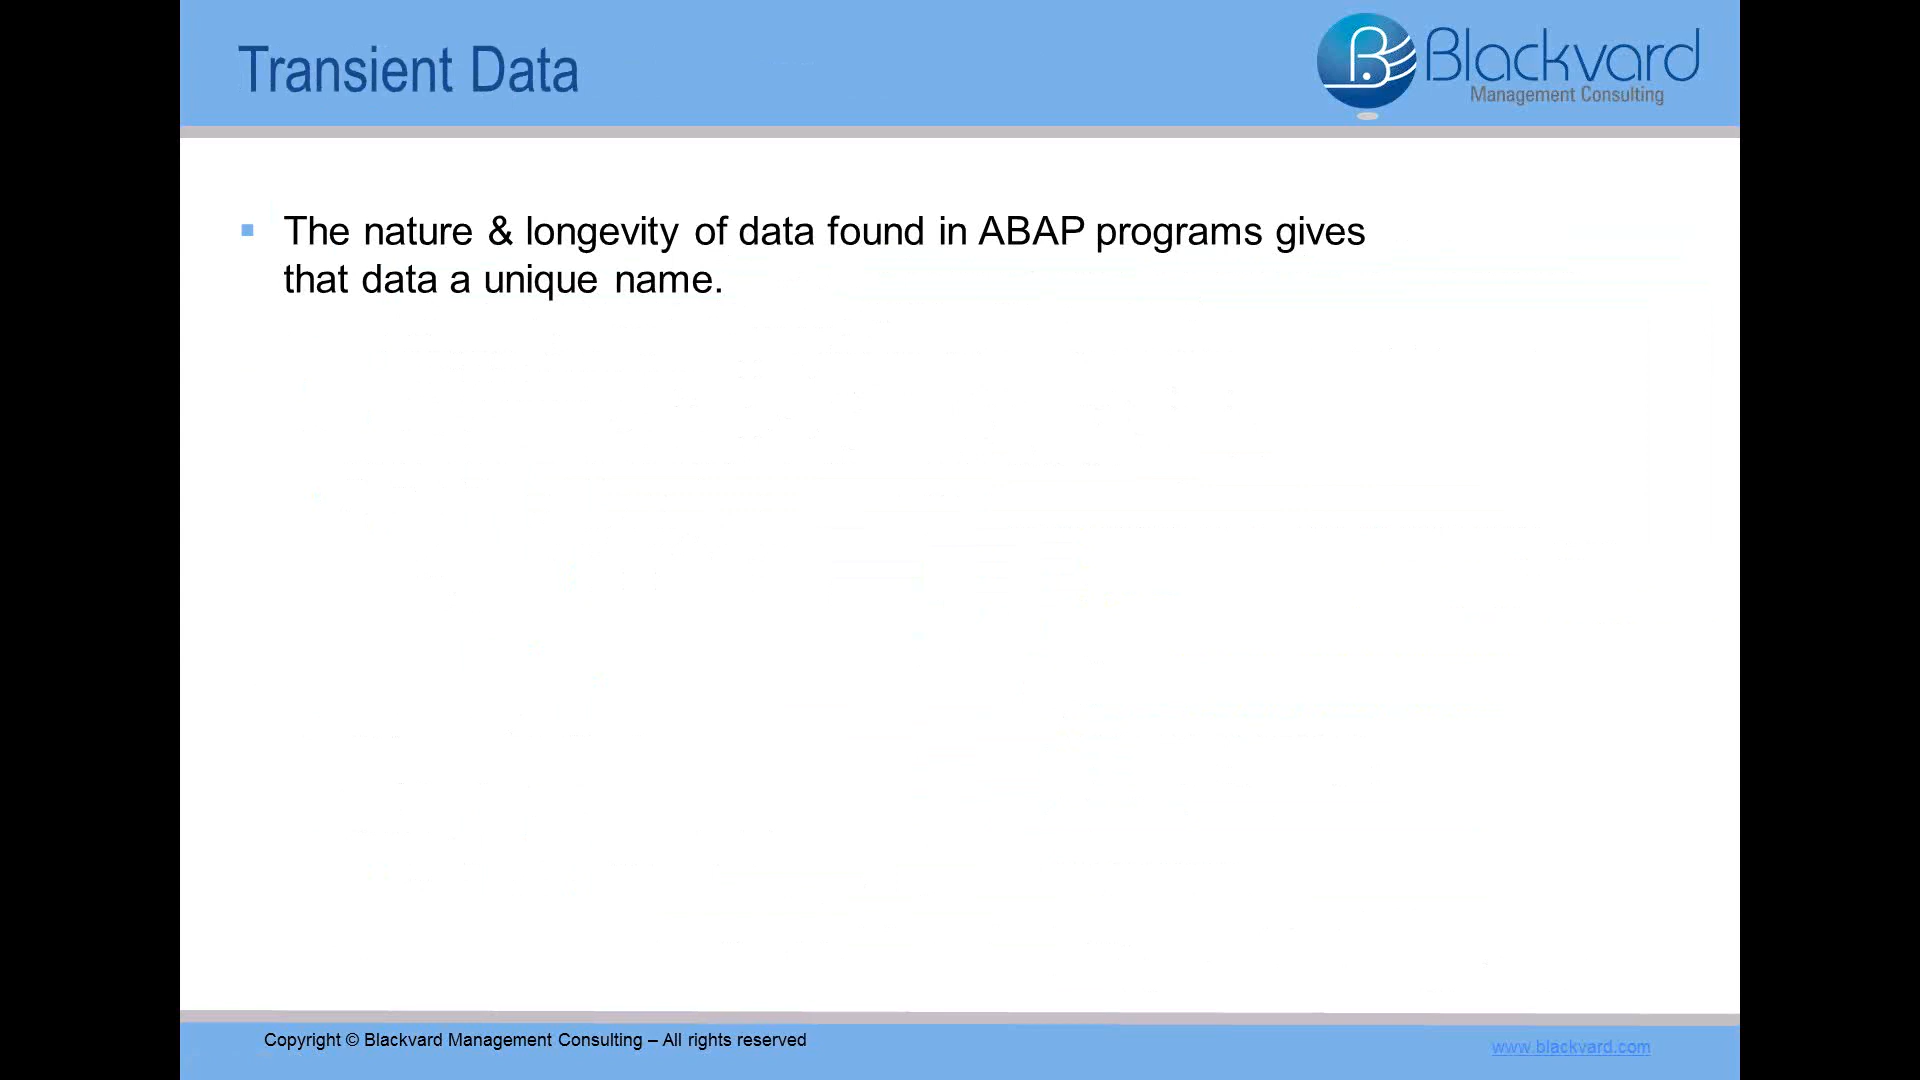 Transient Data
Blackvard
Management Consulting
The nature & longevity of data found in ABAP programs gives
that data a unique name.
Copyright © Blackvard Management Consulting – All rights reserved
www.blackvard.com